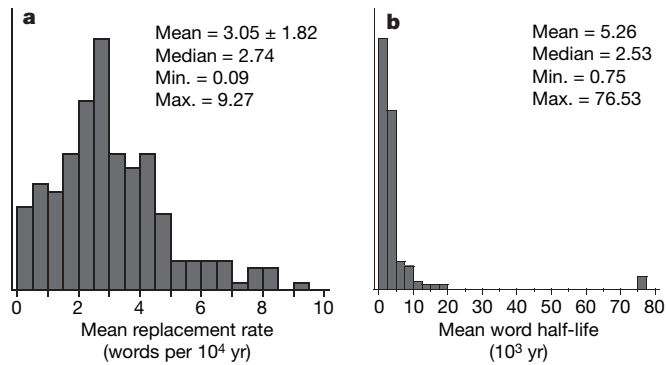 a
Mean = 3.05 ± 1.82
Median = 2.74
Min. = 0.09
Max. = 9.27
0 2 4 6 8 10
Mean replacement rate
(words per 10⁴ yr)
b
Mean = 5.26
Median = 2.53
Min. = 0.75
Max. = 76.53
0 10 20 30 40 50 60 70 80
Mean word half-life
(10³ yr)